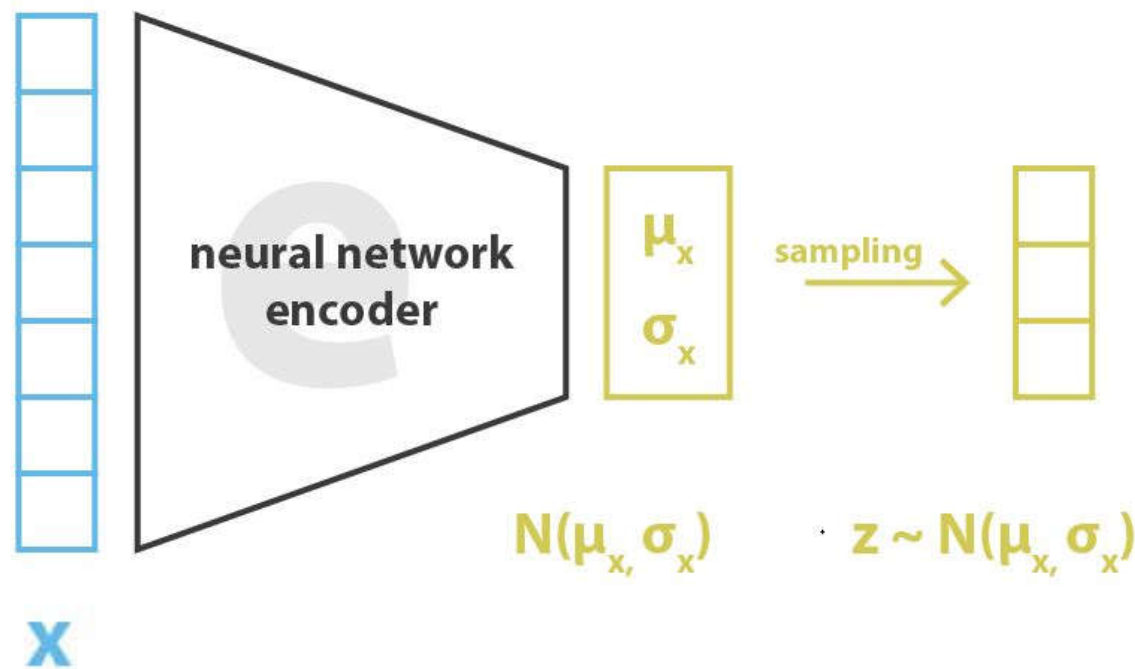 e
neural network
encoder
μₓ
σₓ
sampling
N(μₓ, σₓ)
z ~ N(μₓ, σₓ)
x